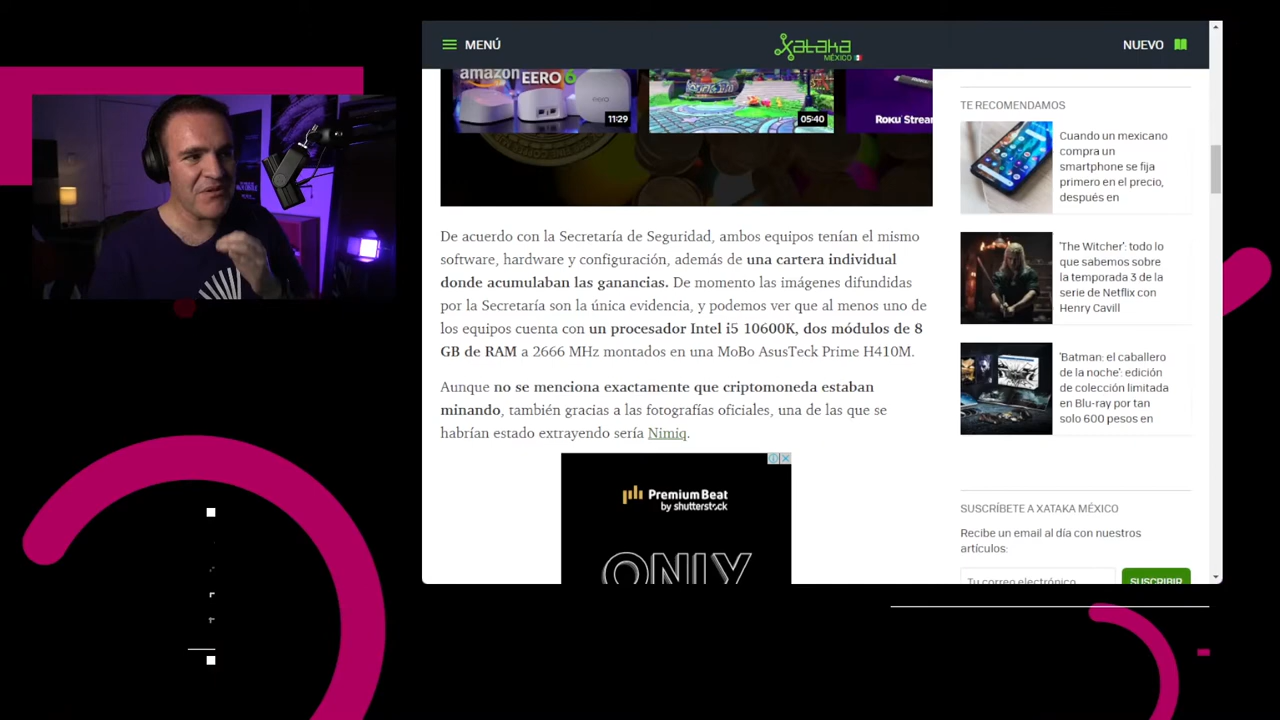 MENÚ
xataka
MÉXICO
NUEVO
amazon
EERO 6
eero
11:29
05:40
Roku Stream
TE RECOMENDAMOS
Cuando un mexicano
compra un
smartphone se fija
primero en el precio,
después en
'The Witcher': todo lo
que sabemos sobre
la temporada 3 de la
serie de Netflix con
Henry Cavill
'Batman: el caballero
de la noche': edición
de colección limitada
en Blu-ray por tan
solo 600 pesos en
De acuerdo con la Secretaría de Seguridad, ambos equipos tenían el mismo
software, hardware y configuración, además de una cartera individual
donde acumulaban las ganancias. De momento las imágenes difundidas
por la Secretaría son la única evidencia, y podemos ver que al menos uno de
los equipos cuenta con un procesador Intel i5 10600K, dos módulos de 8
GB de RAM a 2666 MHz montados en una MoBo AsusTeck Prime H410M.
Aunque no se menciona exactamente que criptomoneda estaban
minando, también gracias a las fotografías oficiales, una de las que se
habrían estado extrayendo sería Nimiq.
PremiumBeat
by shutterstock
ONLY
SUSCRÍBETE A XATAKA MÉXICO
Recibe un email al día con nuestros
artículos:
Tu correo electrónico
SUSCRIBIR